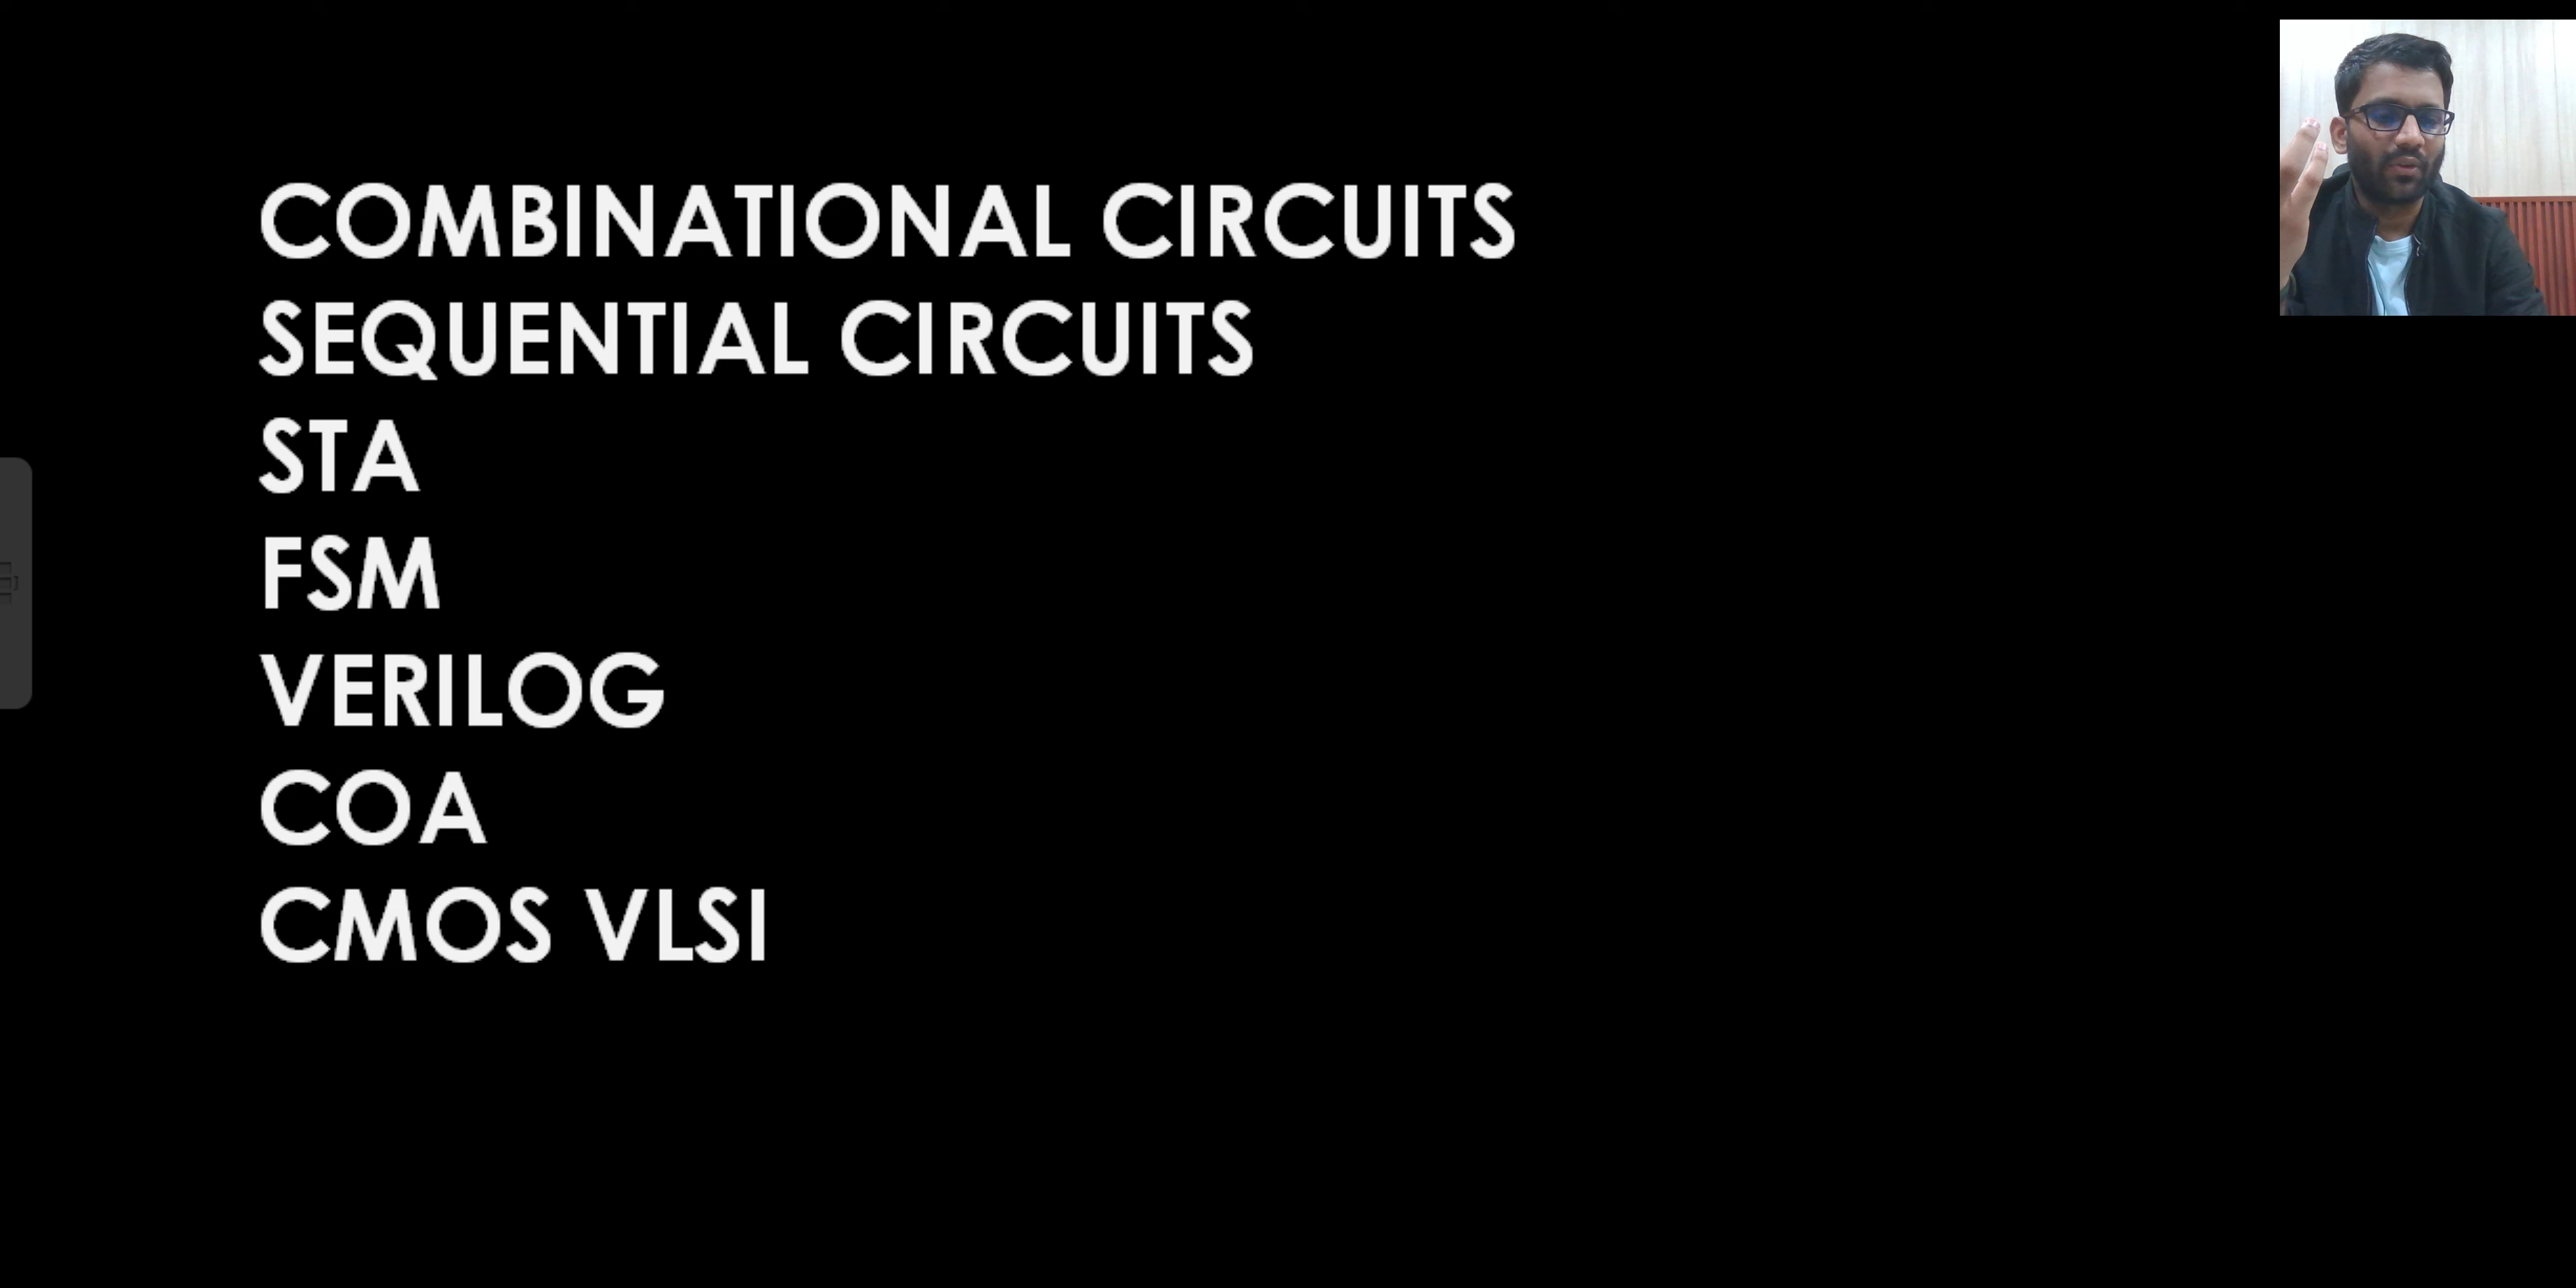 COMBINATIONAL CIRCUITS
SEQUENTIAL CIRCUITS
STA
FSM
VERILOG
COA
CMOS VLSI